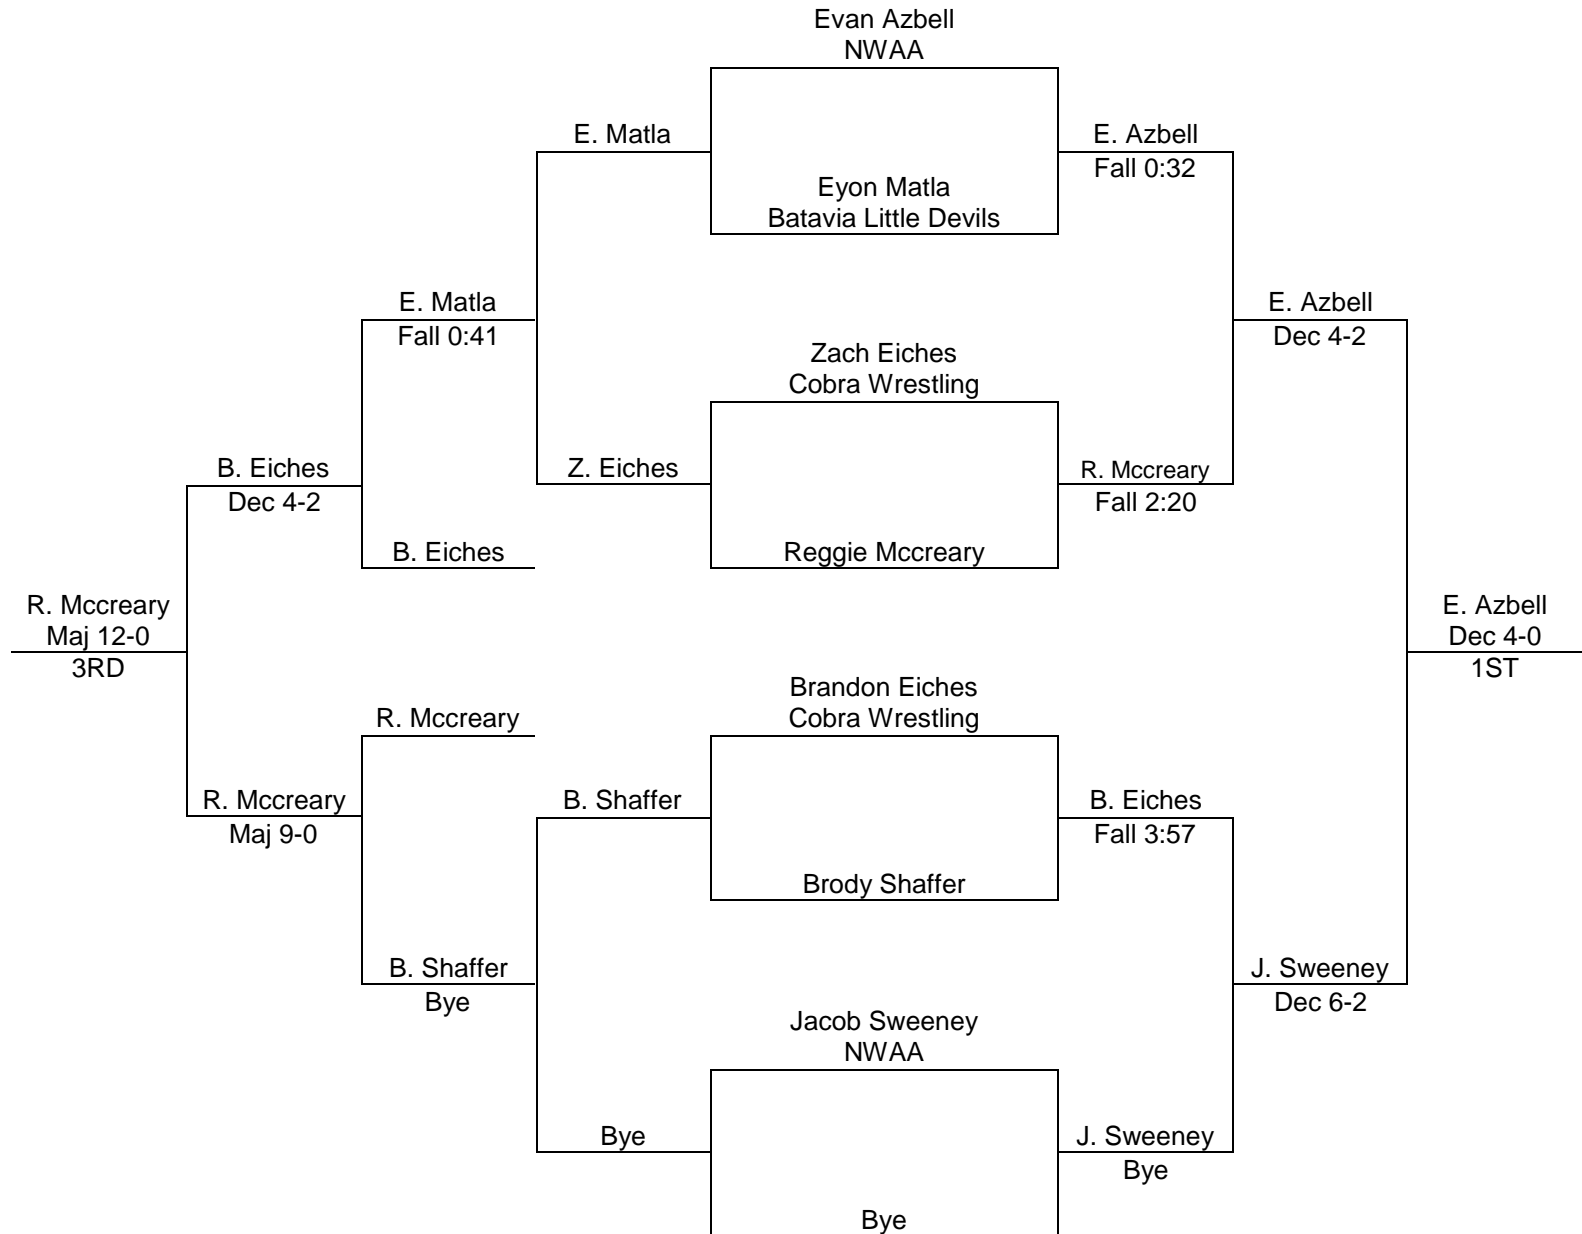 Evan Azbell
NWAA
E. Matla
E. Azbell
Fall 0:32
Eyon Matla
Batavia Little Devils
E. Matla
Fall 0:41
E. Azbell
Dec 4-2
Zach Eiches
Cobra Wrestling
B. Eiches
Dec 4-2
Z. Eiches
R. Mccreary
Fall 2:20
B. Eiches
Reggie Mccreary
R. Mccreary
Maj 12-0
3RD
E. Azbell
Dec 4-0
1ST
Brandon Eiches
Cobra Wrestling
R. Mccreary
R. Mccreary
Maj 9-0
B. Shaffer
B. Eiches
Fall 3:57
Brody Shaffer
B. Shaffer
Bye
J. Sweeney
Dec 6-2
Jacob Sweeney
NWAA
Bye
J. Sweeney
Bye
Bye